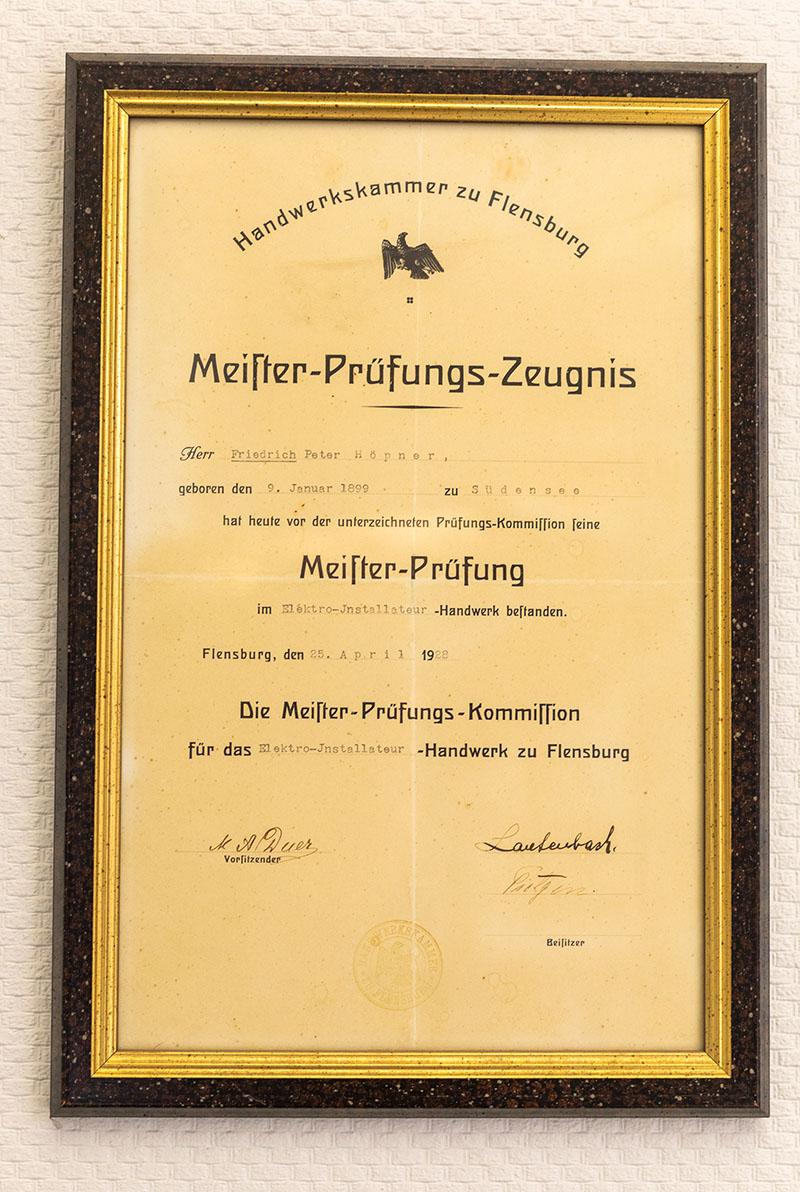 Handwerkskammer zu Flensburg
Meiſter-Prüfungs-Zeugnis
Herr Friedrich Peter Höpner,
geboren den 9. Januar 1899 zu Südensee
hat heute vor der unterzeichneten Prüfungs-Kommiſſion ſeine
Meiſter-Prüfung
im Elektro-Jnstallateur-Handwerk beſtanden.
Flensburg, den 25. April 1928
Die Meiſter-Prüfungs-Kommiſſion
für das Elektro-Jnstallateur-Handwerk zu Flensburg
Lautenbach.
Vorſitzender
Beiſitzer